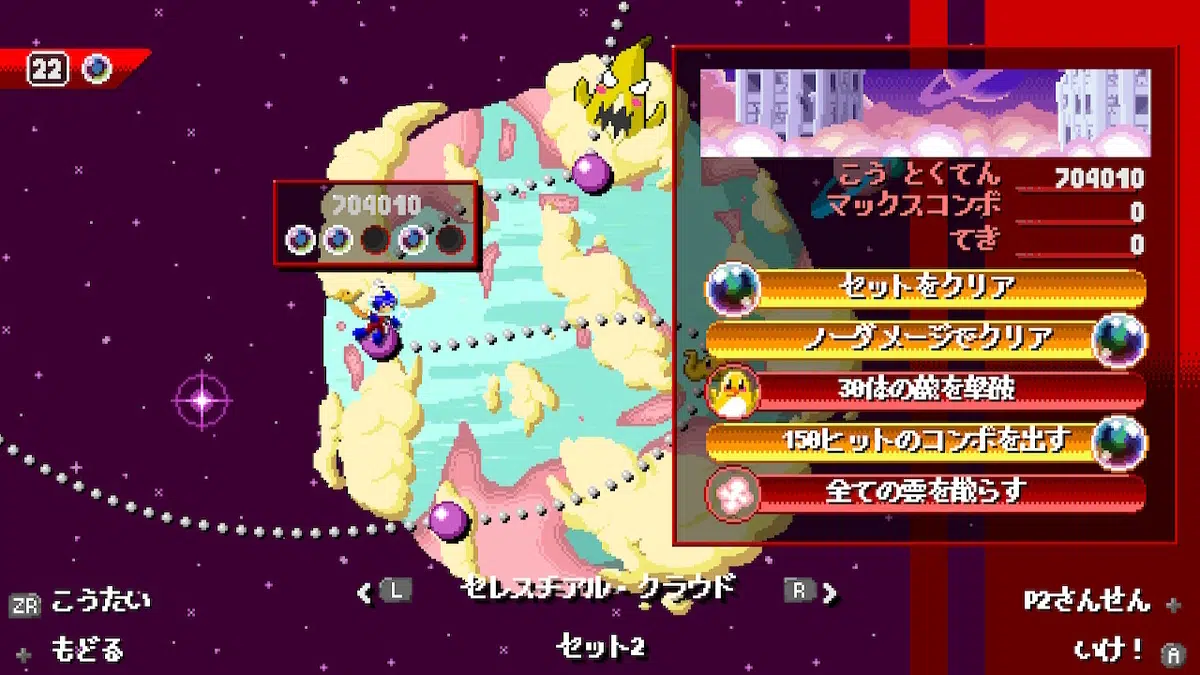 22
704010
こう とくてん 704010
マックスコンボ 0
てき 0
セットをクリア
ノーダメージでクリア
30体の敵を撃破
150ヒットのコンボを出す
全ての雲を散らす
L セレスチアル・クラウド R
ZR こうたい
P2さんせん +
+ もどる
セット2
いけ! A